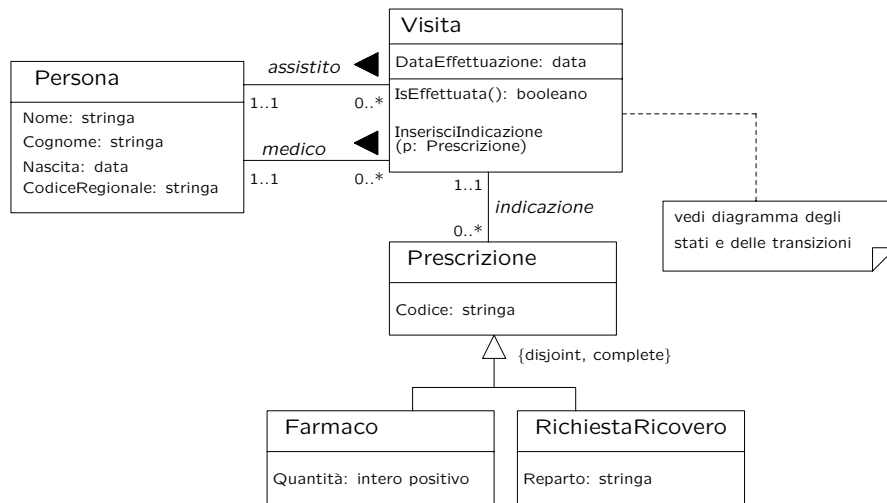 Visita
DataEffettuazione: data
IsEffettuata(): booleano
InserisciIndicazione
(p: Prescrizione)
Persona
Nome: stringa
Cognome: stringa
Nascita: data
CodiceRegionale: stringa
assistito
1..1
0..*
medico
1..1
0..*
1..1
indicazione
0..*
vedi diagramma degli
stati e delle transizioni
Prescrizione
Codice: stringa
{disjoint, complete}
Farmaco
Quantità: intero positivo
RichiestaRicovero
Reparto: stringa